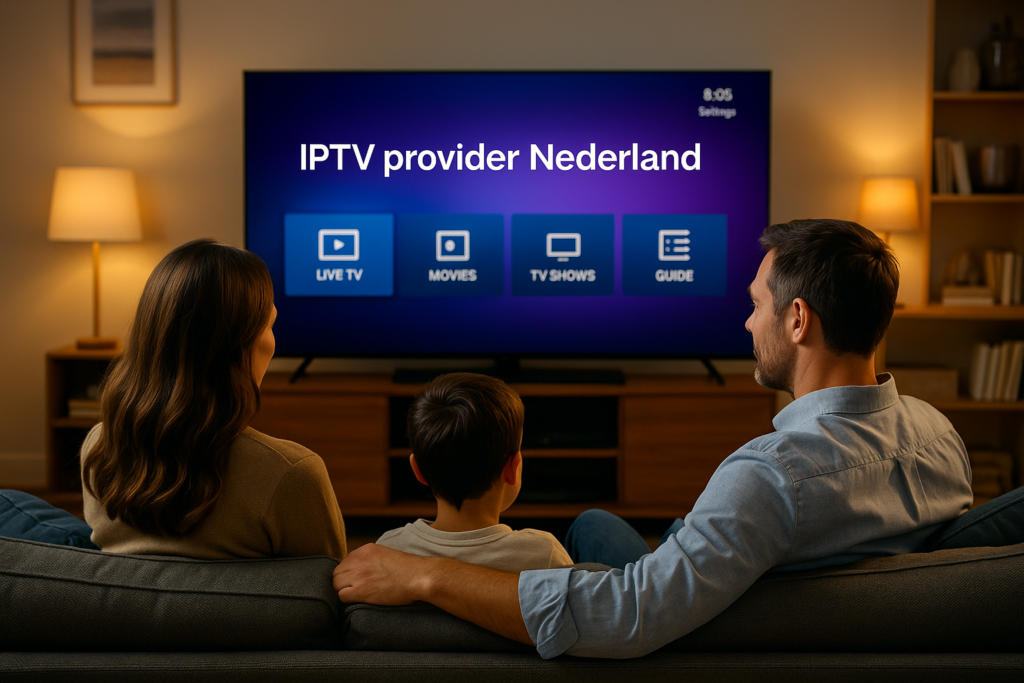 8:05
Settings
IPTV provider Nederland
LIVE TV
MOVIES
TV SHOWS
GUIDE